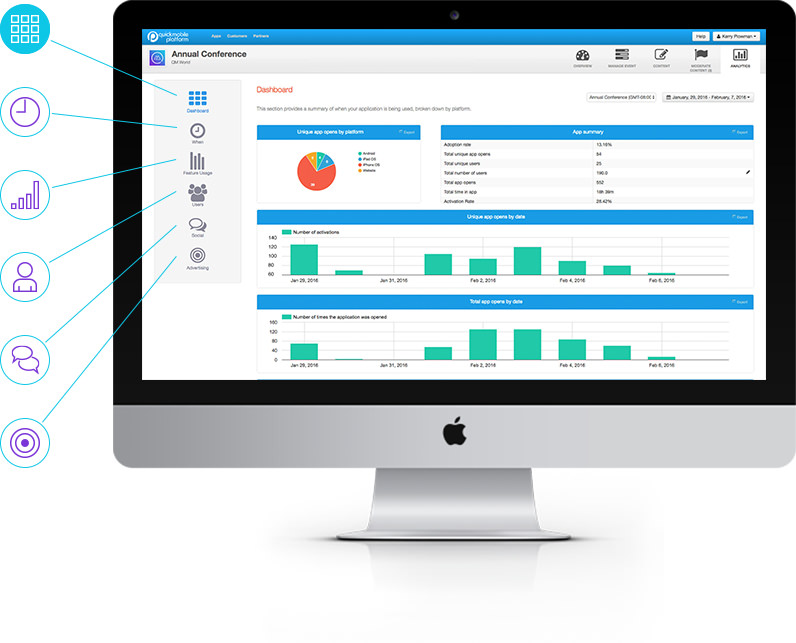 quickmobile
platform
Apps Customers Partners
Help
Kerry Plowman
Annual Conference
QM World
OVERVIEW
MANAGE EVENT
CONTENT
MODERATE
CONTENT (0)
ANALYTICS
Dashboard
When
Feature Usage
Users
Social
Advertising
Dashboard
This section provides a summary of when your application is being used, broken down by platform.
January, 29, 2016 - February, 7, 2016
Unique app opens by platform
Export
Android
iPad OS
iPhone OS
Website
App summary
Export
Adoption rate 13.16%
Total unique app opens 54
Total unique users 25
Total number of users 190.0
Total app opens 552
Total time in app 18h 39m
Activation Rate 28.42%
Unique app opens by date
Export
Number of activations
140
120
100
80
60
Jan 29, 2016 Jan 31, 2016 Feb 2, 2016 Feb 4, 2016 Feb 6, 2016
Total app opens by date
Export
Number of times the application was opened
160
120
80
40
0
Jan 29, 2016 Jan 31, 2016 Feb 2, 2016 Feb 4, 2016 Feb 6, 2016